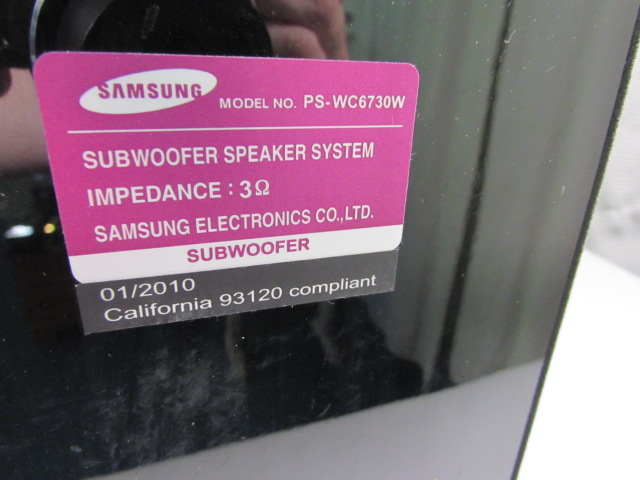 SAMSUNG MODEL NO. PS-WC6730W
SUBWOOFER SPEAKER SYSTEM
IMPEDANCE : 3Ω
SAMSUNG ELECTRONICS CO.,LTD.
SUBWOOFER
01/2010
California 93120 compliant